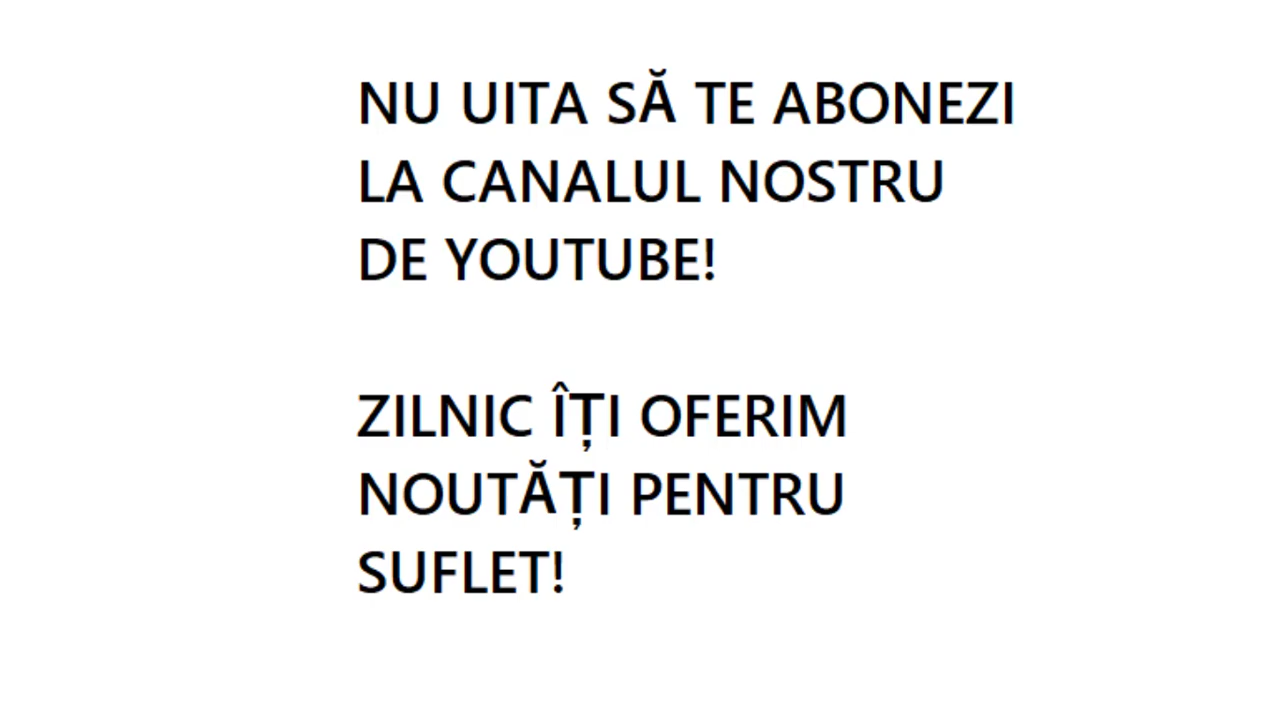 NU UITA SĂ TE ABONEZI
LA CANALUL NOSTRU
DE YOUTUBE!
ZILNIC ÎȚI OFERIM
NOUTĂȚI PENTRU
SUFLET!